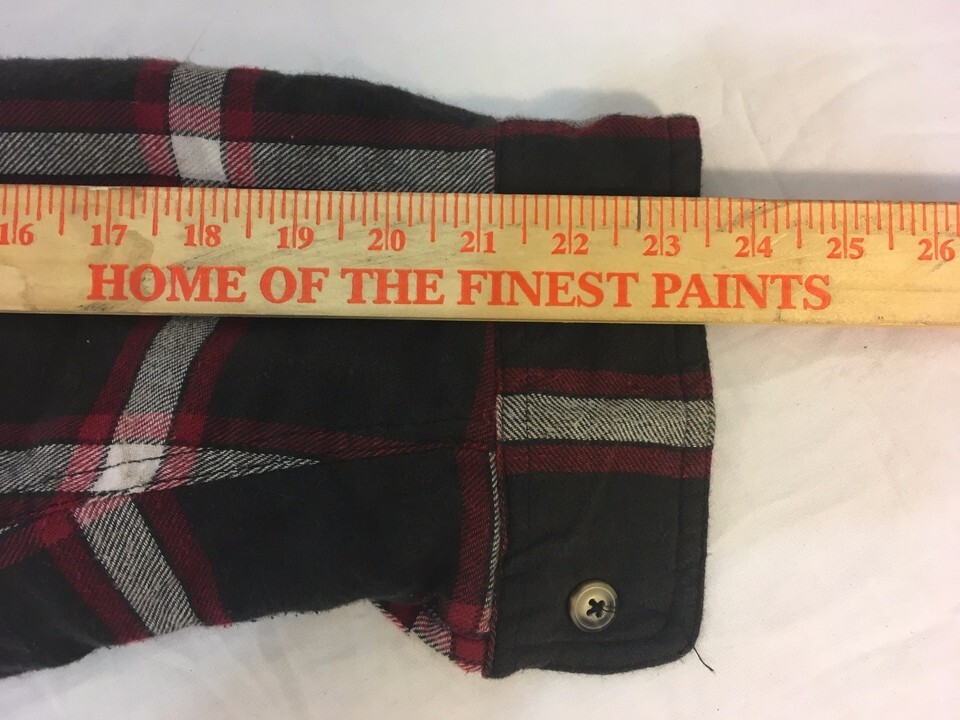 16 17 18 19 20 21 22 23 24 25 26
HOME OF THE FINEST PAINTS